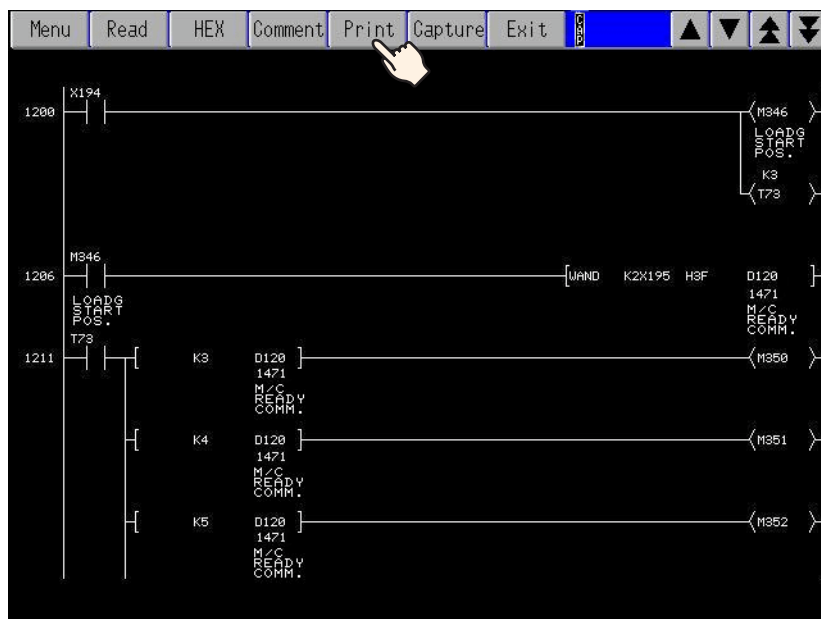 Menu Read HEX Comment Print Capture Exit CAP
X194
1200 M346
LOADG
START
POS.
K3
T73
M346
1206 WAND K2X195 H3F D120
LOADG 1471
START M/C
POS. READY
COMM.
T73
1211 K3 D120 M350
1471
M/C
READY
COMM.
K4 D120 M351
1471
M/C
READY
COMM.
K5 D120 M352
1471
M/C
READY
COMM.